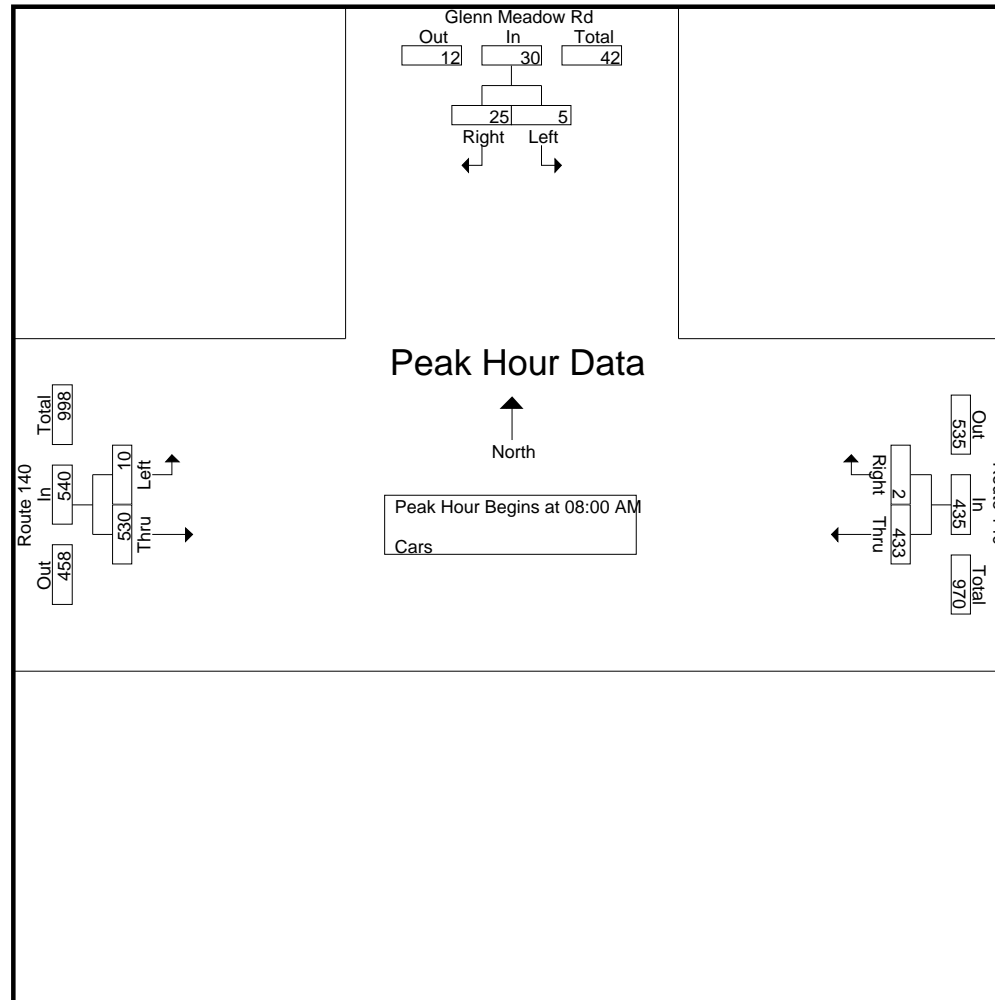 Glenn Meadow Rd
Out In Total
12 30 42
25 5
Right Left
Peak Hour Data
North
Peak Hour Begins at 08:00 AM
Cars
Route 140
Total In Out
998 540 458
10 530
Left Thru
Out In Total
535 435 970
2 433
Right Thru